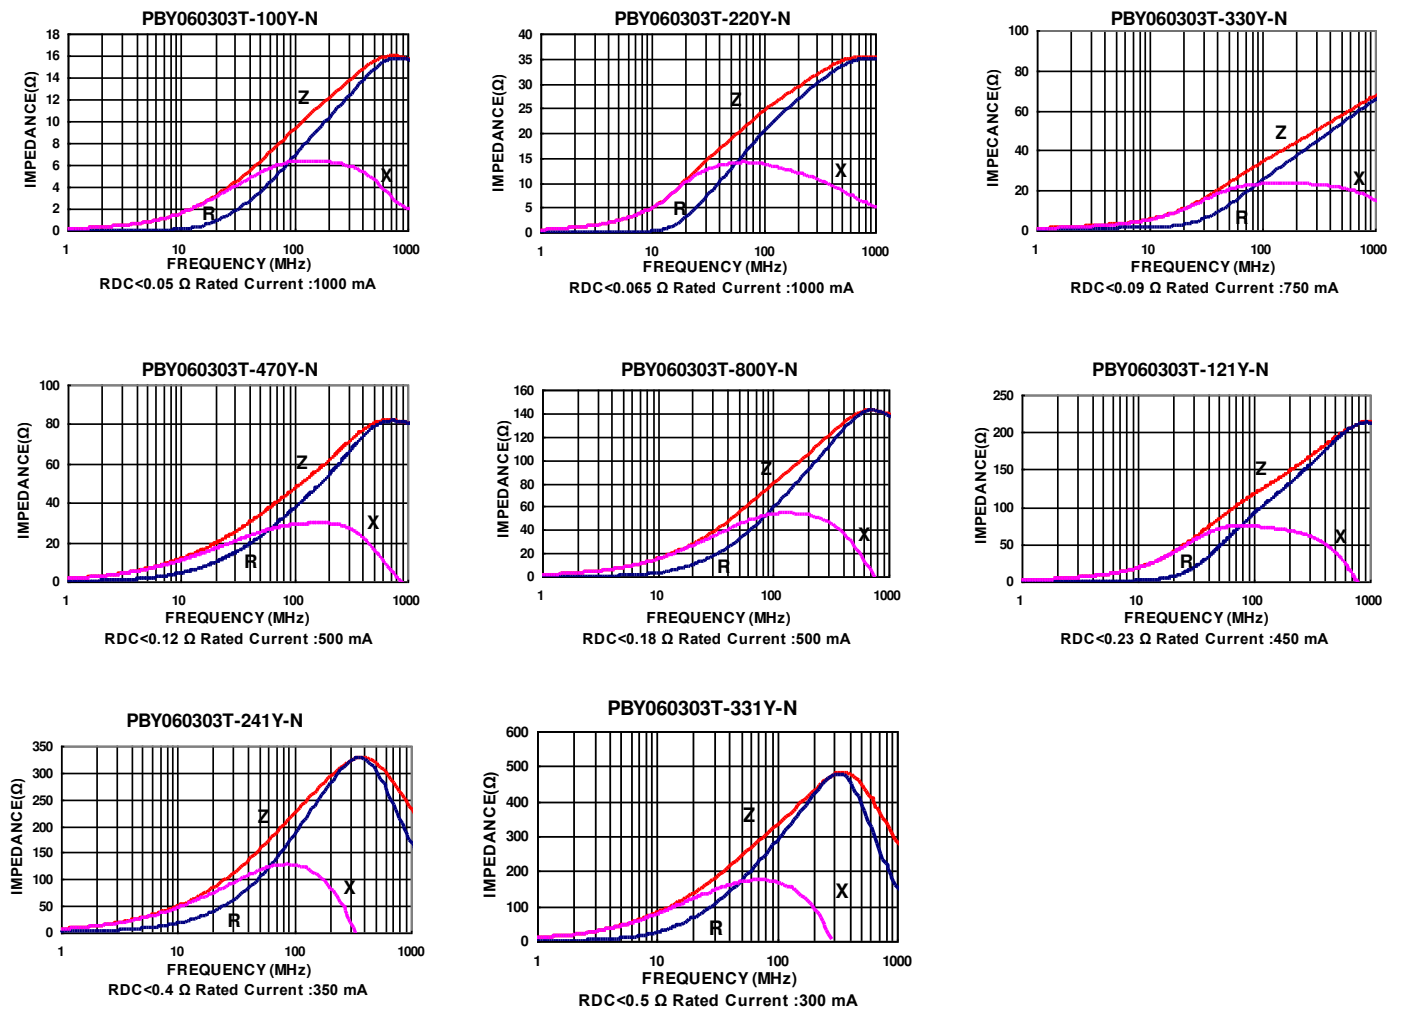 PBY060303T-100Y-N
IMPEDANCE(Ω)
18
16
14
12
10
8
6
4
2
0
Z
X
R
1 10 100 1000
FREQUENCY (MHz)
RDC<0.05 Ω Rated Current :1000 mA
PBY060303T-220Y-N
IMPEDANCE(Ω)
40
35
30
25
20
15
10
5
0
Z
X
R
1 10 100 1000
FREQUENCY (MHz)
RDC<0.065 Ω Rated Current :1000 mA
PBY060303T-330Y-N
IMPECANCE(Ω)
100
80
60
40
20
0
Z
X
R
1 10 100 1000
FREQUENCY (MHz)
RDC<0.09 Ω Rated Current :750 mA
PBY060303T-470Y-N
IMPEDANCE(Ω)
100
80
60
40
20
0
Z
X
R
1 10 100 1000
FREQUENCY (MHz)
RDC<0.12 Ω Rated Current :500 mA
PBY060303T-800Y-N
IMPEDANCE(Ω)
160
140
120
100
80
60
40
20
0
Z
X
R
1 10 100 1000
FREQUENCY (MHz)
RDC<0.18 Ω Rated Current :500 mA
PBY060303T-121Y-N
IMPEDANCE(Ω)
250
200
150
100
50
0
Z
X
R
1 10 100 1000
FREQUENCY (MHz)
RDC<0.23 Ω Rated Current :450 mA
PBY060303T-241Y-N
IMPEDANCE(Ω)
350
300
250
200
150
100
50
0
Z
X
R
1 10 100 1000
FREQUENCY (MHz)
RDC<0.4 Ω Rated Current :350 mA
PBY060303T-331Y-N
IMPEDANCE(Ω)
600
500
400
300
200
100
0
Z
X
R
1 10 100 1000
FREQUENCY (MHz)
RDC<0.5 Ω Rated Current :300 mA